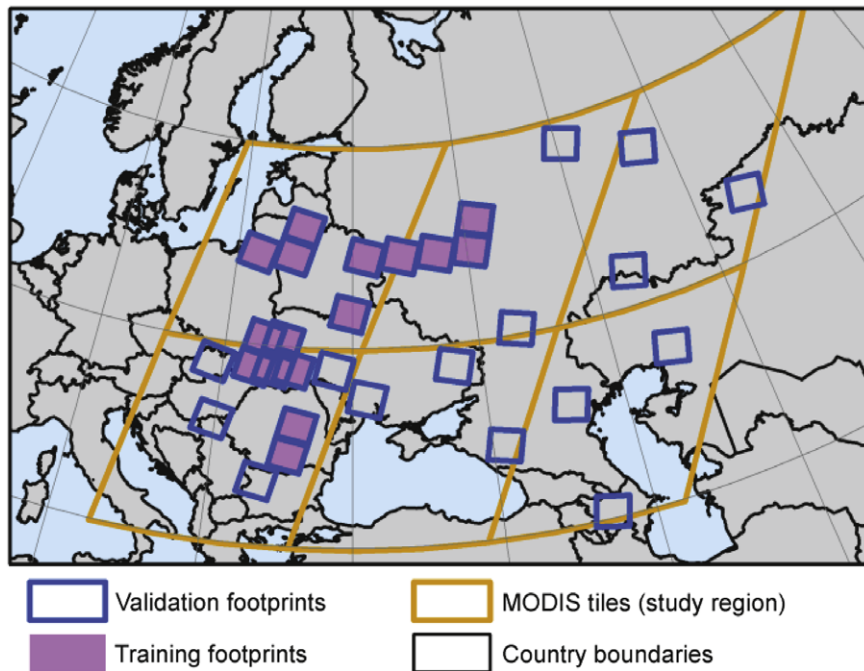 Validation footprints
MODIS tiles (study region)
Training footprints
Country boundaries